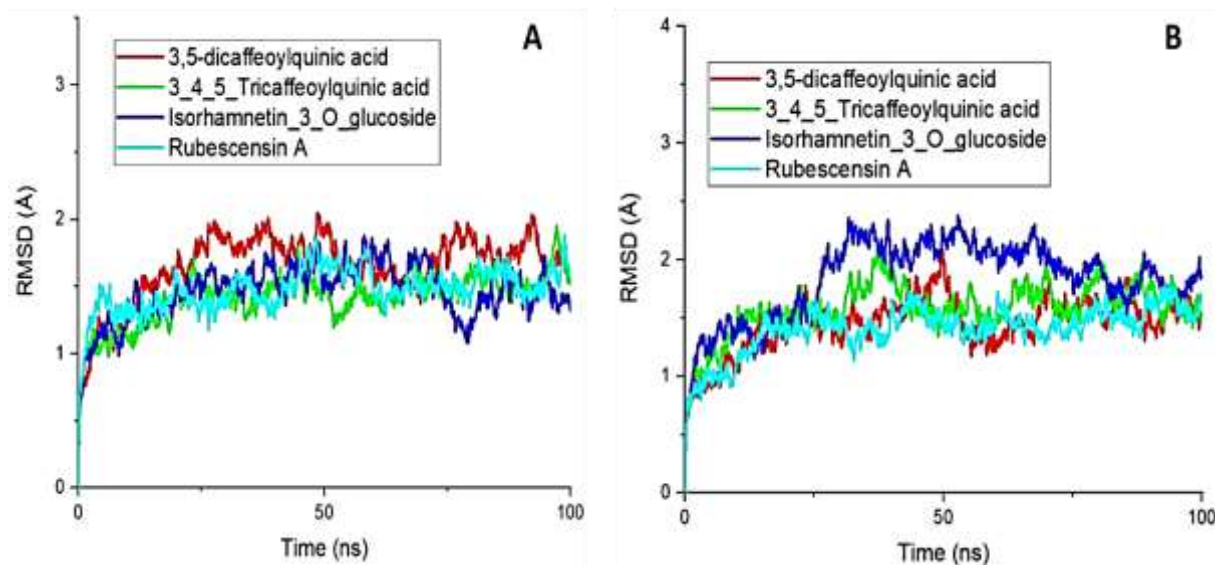 A
3,5-dicaffeoylquinic acid
3_4_5_Tricaffeoylquinic acid
Isorhamnetin_3_O_glucoside
Rubescensin A
RMSD (Å)
3
2
1
0
0
50
100
Time (ns)
B
3,5-dicaffeoylquinic acid
3_4_5_Tricaffeoylquinic acid
Isorhamnetin_3_O_glucoside
Rubescensin A
RMSD (Å)
4
3
2
1
0
0
50
100
Time (ns)